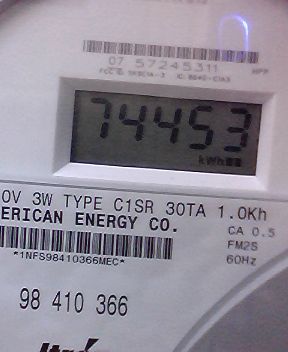 07 57245311
74453
kWh
0V 3W TYPE C1SR 30TA 1.0Kh
ERICAN ENERGY CO.
CA 0.5
FM2S
*1NFS98410366MEC*
60Hz
98 410 366